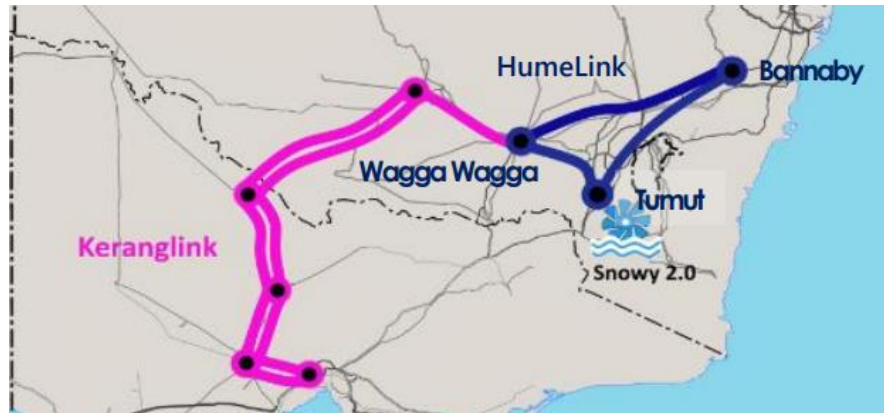 HumeLink
Bannaby
Wagga Wagga
Tumut
Keranglink
Snowy 2.0